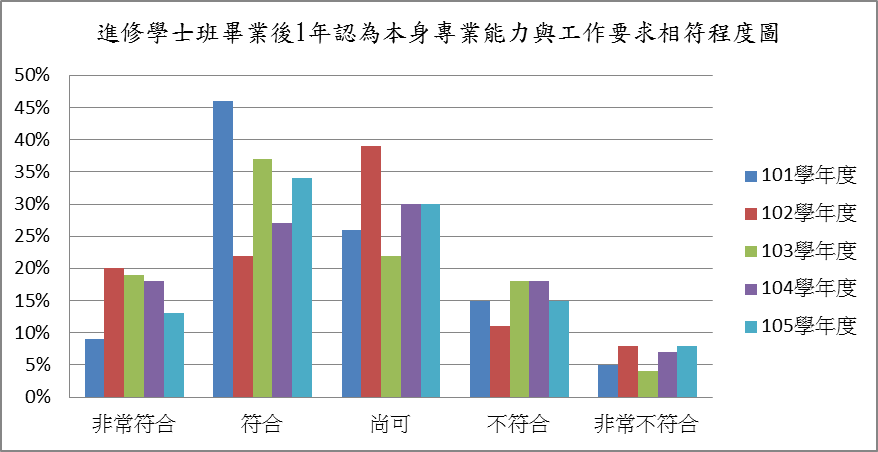 進修學士班畢業後1年認為本身專業能力與工作要求相符程度圖
50%
45%
40%
35%
30%
25%
20%
15%
10%
5%
0%
非常符合
符合
尚可
不符合
非常不符合
101學年度
102學年度
103學年度
104學年度
105學年度